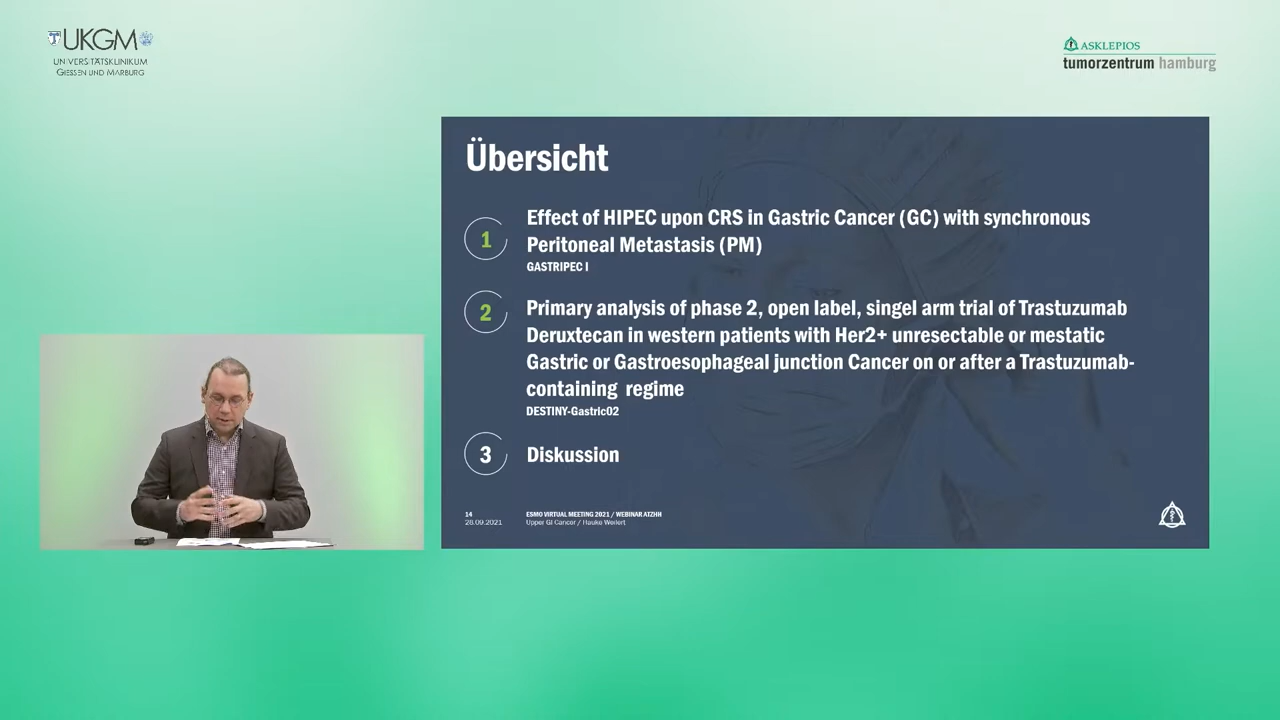 UKGM
UNIVERSITÄTSKLINIKUM
GIESSEN UND MARBURG
ASKLEPIOS
tumorzentrum hamburg
Übersicht
1
Effect of HIPEC upon CRS in Gastric Cancer (GC) with synchronous
Peritoneal Metastasis (PM)
GASTRIPEC I
2
Primary analysis of phase 2, open label, singel arm trial of Trastuzumab
Deruxtecan in western patients with Her2+ unresectable or mestatic
Gastric or Gastroesophageal junction Cancer on or after a Trastuzumab-
containing regime
DESTINY-Gastric02
3
Diskussion
14
28.09.2021
ESMO VIRTUAL MEETING 2021 / WEBINAR ATZHH
Upper GI Cancer / Hauke Weilert